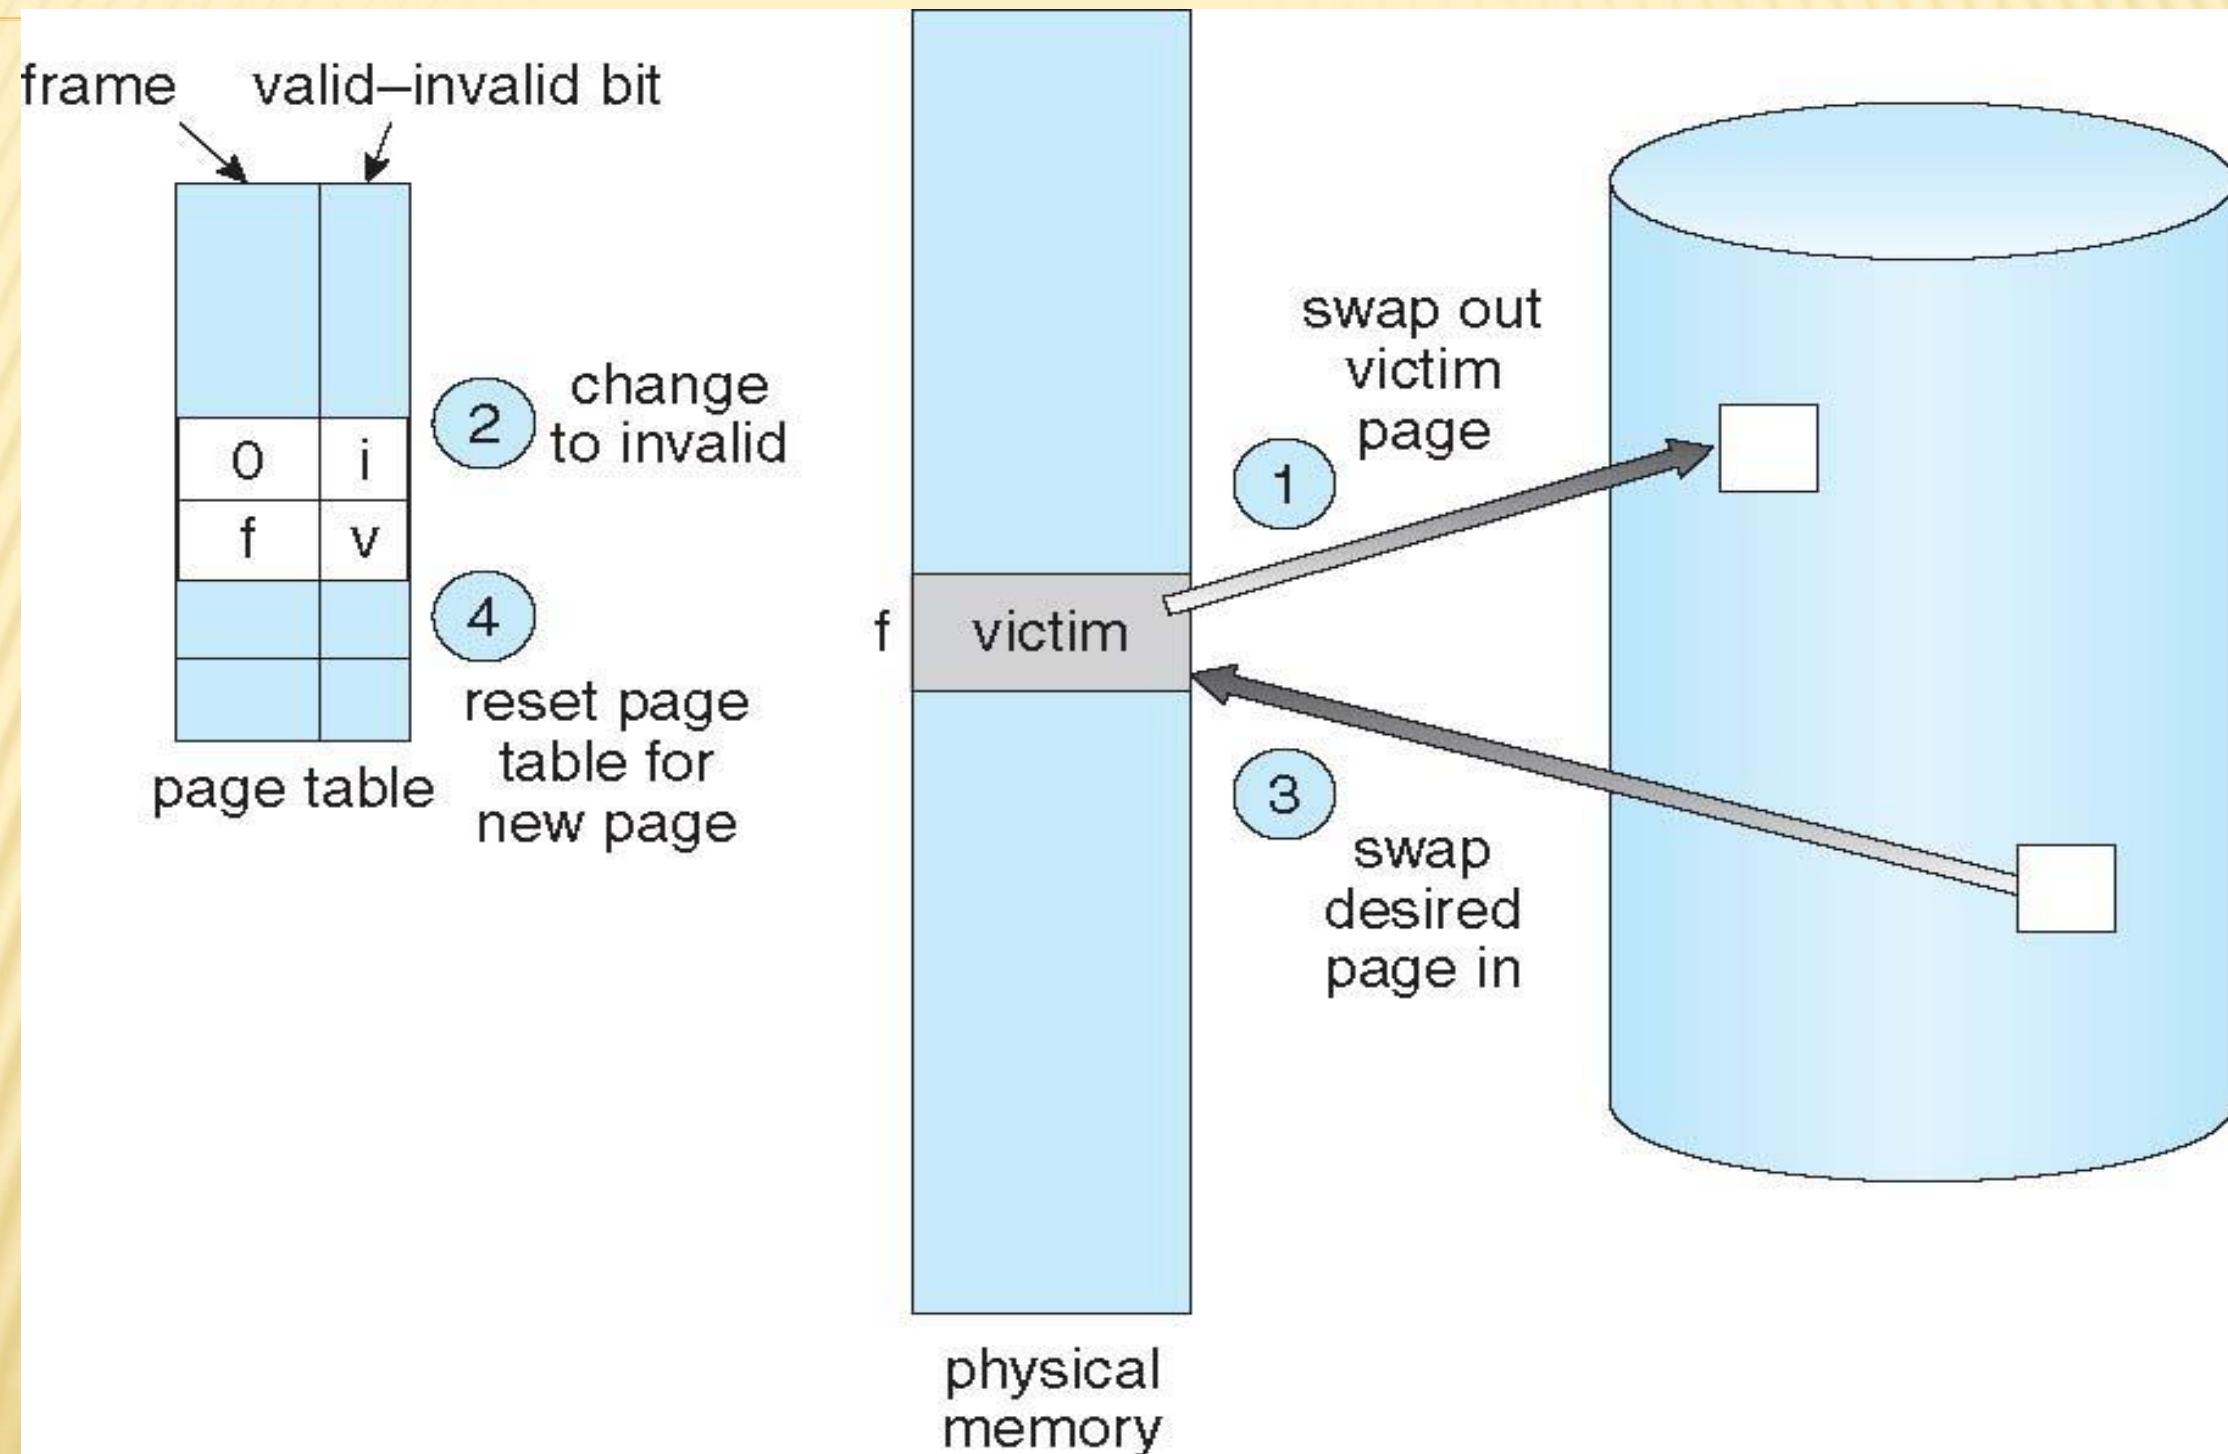 frame valid–invalid bit
0 i
f v
2
change
to invalid
4
reset page
table for
new page
page table
f
victim
physical
memory
1
swap out
victim
page
3
swap
desired
page in